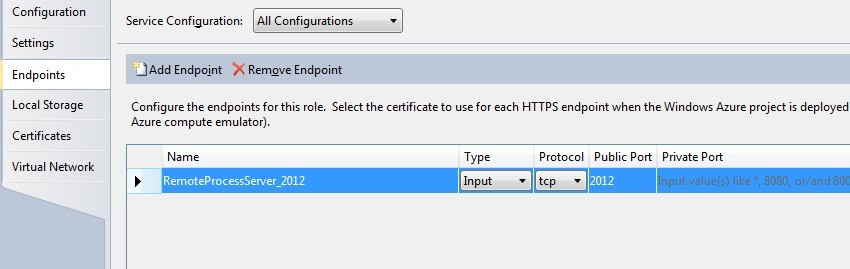 Configuration
Service Configuration: All Configurations
Settings
Endpoints
Add Endpoint Remove Endpoint
Local Storage
Configure the endpoints for this role. Select the certificate to use for each HTTPS endpoint when the Windows Azure project is deployed
Azure compute emulator).
Certificates
Virtual Network
Name Type Protocol Public Port Private Port
RemoteProcessServer_2012 Input tcp 2012 Input value(s) like *, 8080, or/and 800